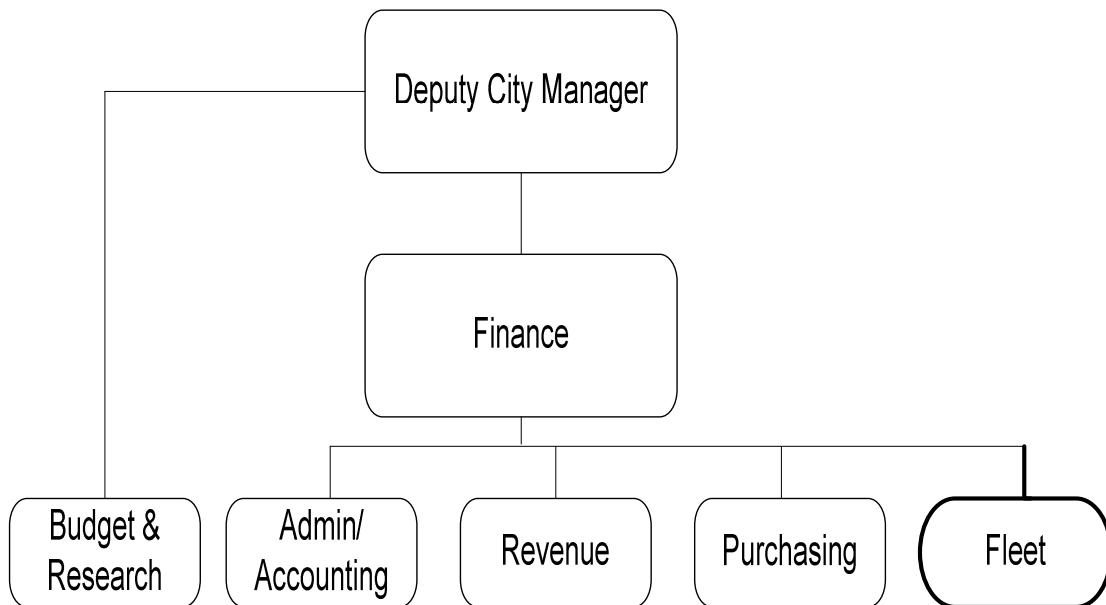 Deputy City Manager
Finance
Budget &
Research
Admin/
Accounting
Revenue
Purchasing
Fleet